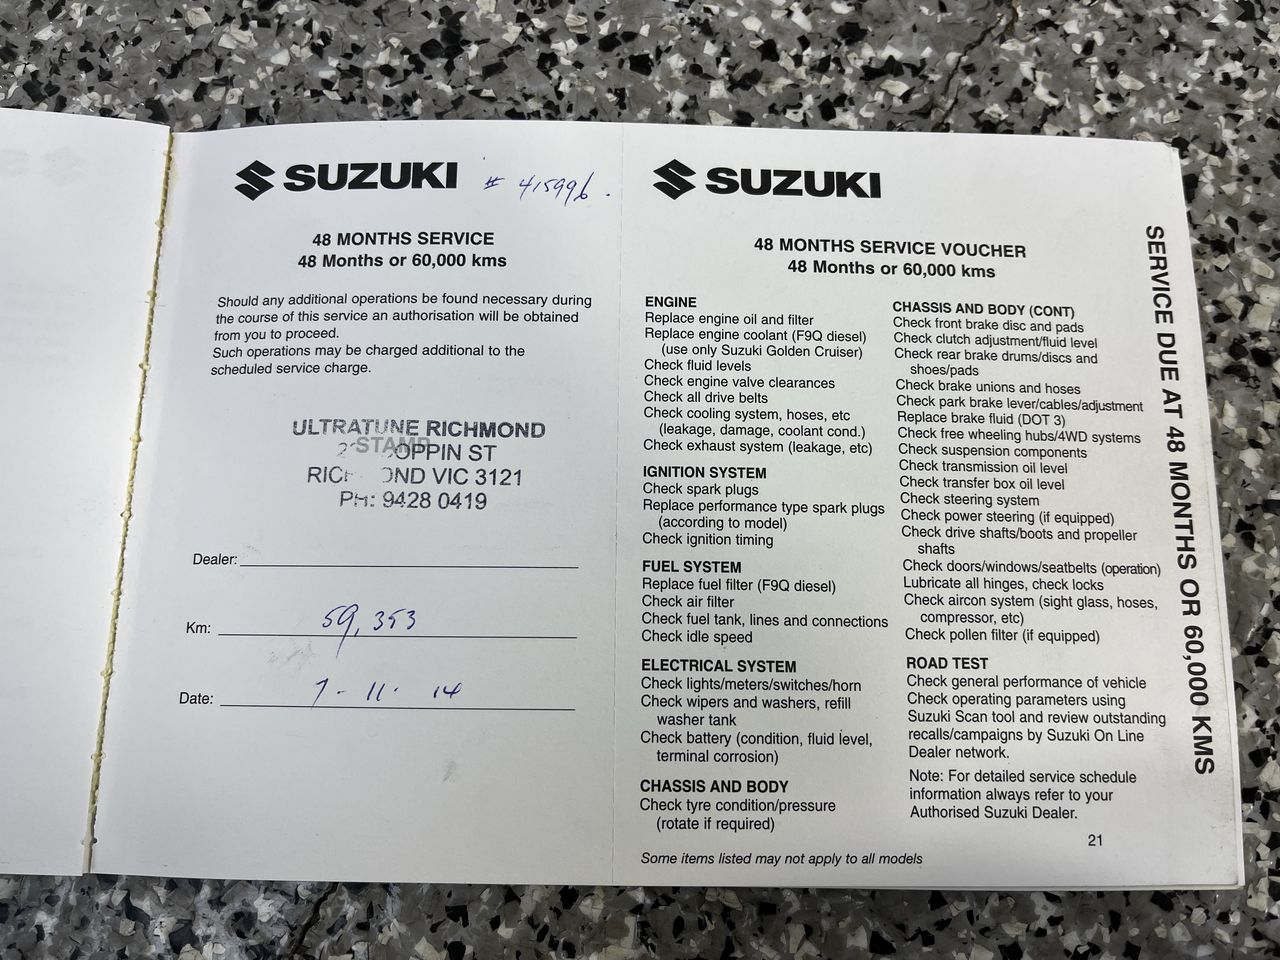 SUZUKI # 415996.
48 MONTHS SERVICE
48 Months or 60,000 kms
Should any additional operations be found necessary during
the course of this service an authorisation will be obtained
from you to proceed.
Such operations may be charged additional to the
scheduled service charge.
ULTRATUNE RICHMOND
STAMP
ST
VIC 3121
PH: 9428 0419
Dealer:
Km: 59,353
Date: 7-11. 14
SUZUKI
48 MONTHS SERVICE VOUCHER
48 Months or 60,000 kms
ENGINE
Replace engine oil and filter
Replace engine coolant (F9Q diesel)
(use only Suzuki Golden Cruiser)
Check fluid levels
Check engine valve clearances
Check all drive belts
Check cooling system, hoses, etc
(leakage, damage, coolant cond.)
Check exhaust system (leakage, etc)
IGNITION SYSTEM
Check spark plugs
Replace performance type spark plugs
(according to model)
Check ignition timing
FUEL SYSTEM
Replace fuel filter (F9Q diesel)
Check air filter
Check fuel tank, lines and connections
Check idle speed
ELECTRICAL SYSTEM
Check lights/meters/switches/horn
Check wipers and washers, refill
washer tank
Check battery (condition, fluid level,
terminal corrosion)
CHASSIS AND BODY
Check tyre condition/pressure
(rotate if required)
CHASSIS AND BODY (CONT)
Check front brake disc and pads
Check clutch adjustment/fluid level
Check rear brake drums/discs and
shoes/pads
Check brake unions and hoses
Check park brake lever/cables/adjustment
Replace brake fluid (DOT 3)
Check free wheeling hubs/4WD systems
Check suspension components
Check transmission oil level
Check transfer box oil level
Check steering system
Check power steering (if equipped)
Check drive shafts/boots and propeller
shafts
Check doors/windows/seatbelts (operation)
Lubricate all hinges, check locks
Check aircon system (sight glass, hoses,
compressor, etc)
Check pollen filter (if equipped)
ROAD TEST
Check general performance of vehicle
Check operating parameters using
Suzuki Scan tool and review outstanding
recalls/campaigns by Suzuki On Line
Dealer network.
Note: For detailed service schedule
information always refer to your
Authorised Suzuki Dealer.
21
Some items listed may not apply to all models
SERVICE DUE AT 48 MONTHS OR 60,000 KMS